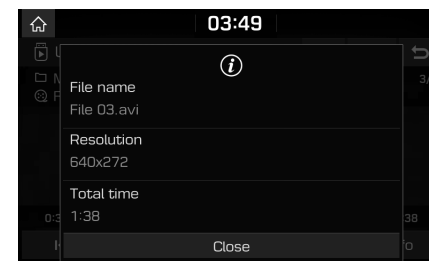 03:49
File name
File 03.avi
Resolution
640x272
Total time
1:38
Close